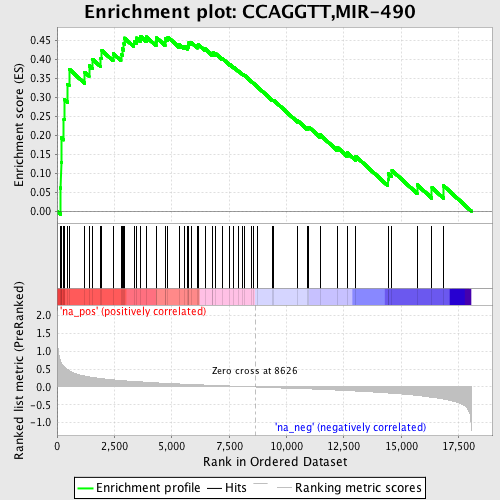 Enrichment plot: CCAGGTT,MIR-490
Enrichment score (ES)
0.45
0.40
0.35
0.30
0.25
0.20
0.15
0.10
0.05
0.00
'na_pos' (positively correlated)
Ranked list metric (PreRanked)
2.0
1.5
1.0
0.5
0.0
-0.5
-1.0
Zero cross at 8626
'na_neg' (negatively correlated)
0 2,500 5,000 7,500 10,000 12,500 15,000 17,500
Rank in Ordered Dataset
Enrichment profile Hits Ranking metric scores